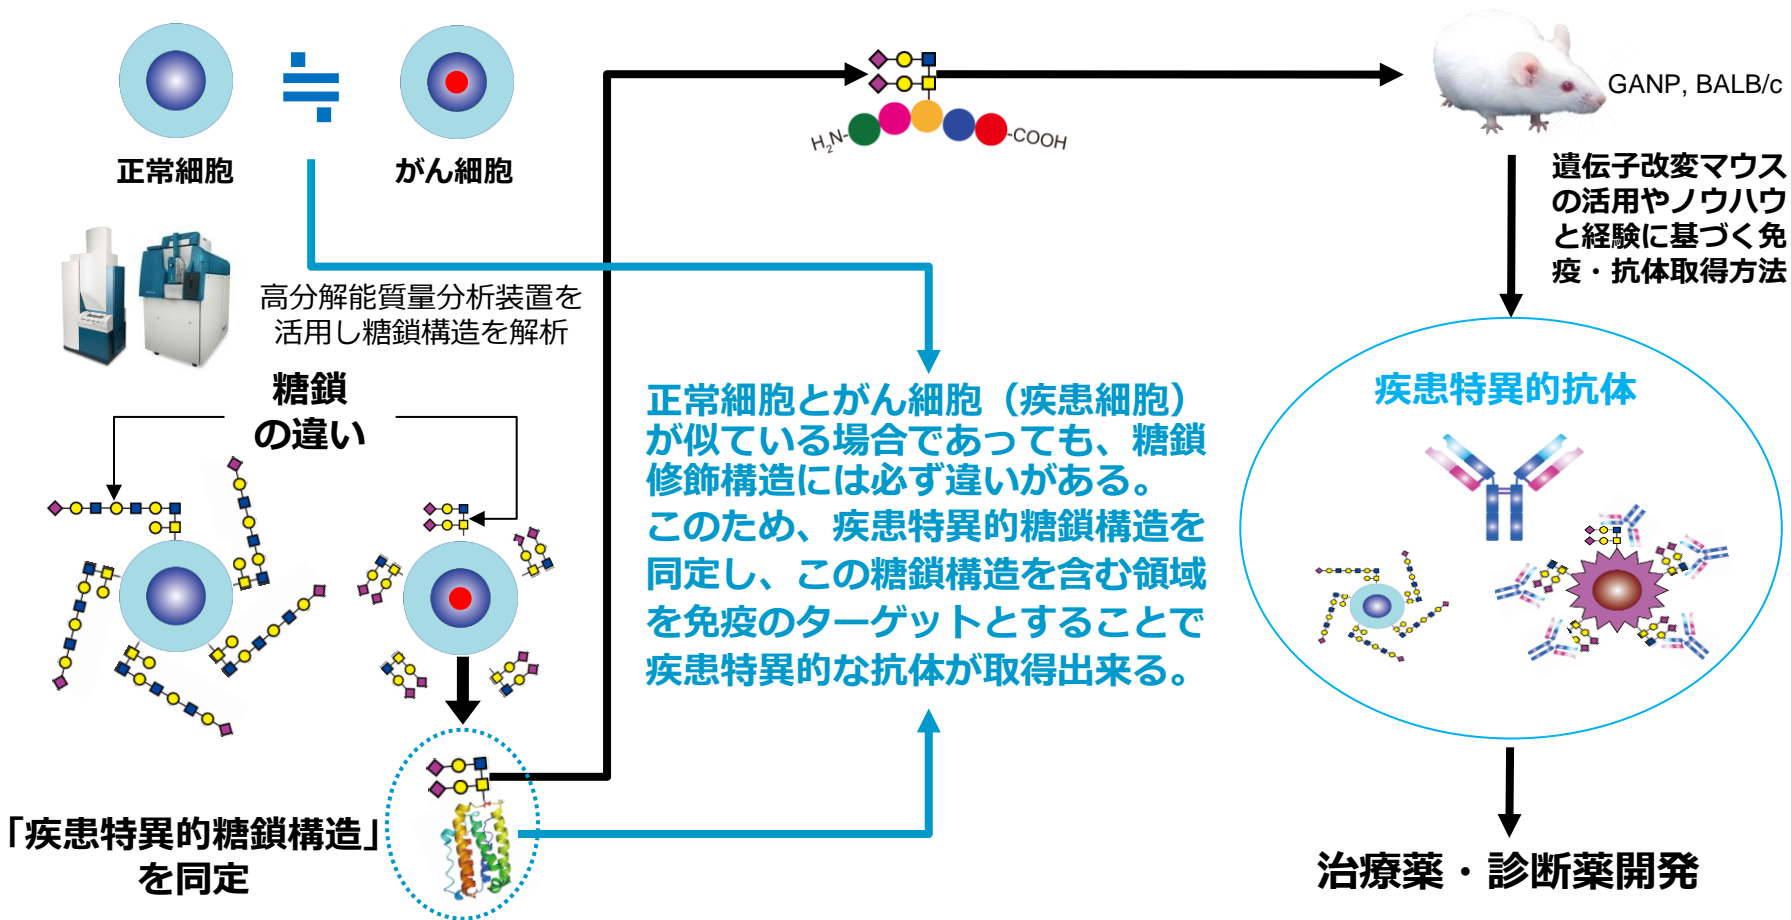 正常細胞
がん細胞
H2N-
-COOH
GANP, BALB/c
遺伝子改変マウス
の活用やノウハウ
と経験に基づく免
疫・抗体取得方法
高分解能質量分析装置を
活用し糖鎖構造を解析
糖鎖
の違い
正常細胞とがん細胞（疾患細胞）
が似ている場合であっても、糖鎖
修飾構造には必ず違いがある。
このため、疾患特異的糖鎖構造を
同定し、この糖鎖構造を含む領域
を免疫のターゲットとすることで
疾患特異的な抗体が取得出来る。
疾患特異的抗体
「疾患特異的糖鎖構造」
を同定
治療薬・診断薬開発